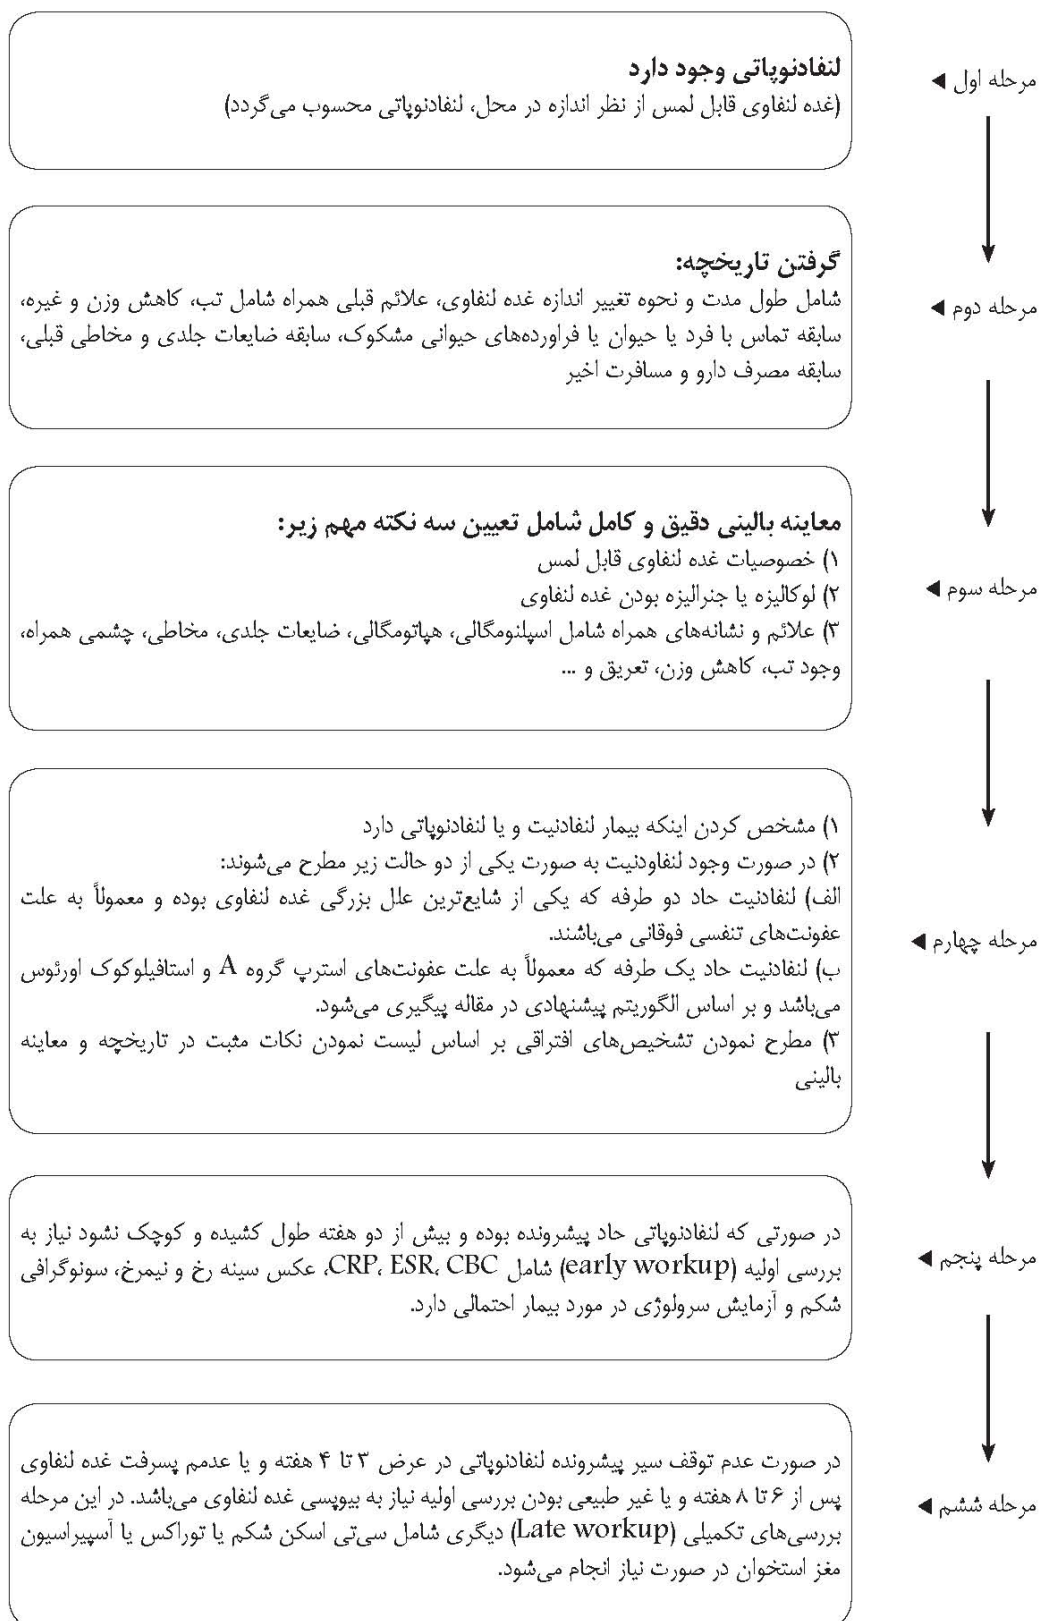 مرحله اول ◀
لنفادنوپاتی وجود دارد
(غده لنفاوی قابل لمس از نظر اندازه در محل، لنفادنوپاتی محسوب می‌گردد)
مرحله دوم ◀
گرفتن تاریخچه:
شامل طول مدت و نحوه تغییر اندازه غده لنفاوی، علائم قبلی همراه شامل تب، کاهش وزن و غیره،
سابقه تماس با فرد یا حیوان یا فراورده‌های حیوانی مشکوک، سابقه ضایعات جلدی و مخاطی قبلی،
سابقه مصرف دارو و مسافرت اخیر
مرحله سوم ◀
معاینه بالینی دقیق و کامل شامل تعیین سه نکته مهم زیر:
۱) خصوصیات غده لنفاوی قابل لمس
۲) لوکالیزه یا جنرالیزه بودن غده لنفاوی
۳) علائم و نشانه‌های همراه شامل اسپلنومگالی، هپاتومگالی، ضایعات جلدی، مخاطی، چشمی همراه،
وجود تب، کاهش وزن، تعریق و ...
مرحله چهارم ◀
۱) مشخص کردن اینکه بیمار لنفادنیت و یا لنفادنوپاتی دارد
۲) در صورت وجود لنفاودنیت به صورت یکی از دو حالت زیر مطرح می‌شوند:
الف) لنفادنیت حاد دو طرفه که یکی از شایع‌ترین علل بزرگی غده لنفاوی بوده و معمولاً به علت
عفونت‌های تنفسی فوقانی می‌باشند.
ب) لنفادنیت حاد یک طرفه که معمولاً به علت عفونت‌های استرپ گروه A و استافیلوکوک اورئوس
می‌باشد و بر اساس الگوریتم پیشنهادی در مقاله پیگیری می‌شود.
۳) مطرح نمودن تشخیص‌های افتراقی بر اساس لیست نمودن نکات مثبت در تاریخچه و معاینه
بالینی
مرحله پنجم ◀
در صورتی که لنفادنوپاتی حاد پیشرونده بوده و بیش از دو هفته طول کشیده و کوچک نشود نیاز به
بررسی اولیه (early workup) شامل CRP، ESR، CBC، عکس سینه رخ و نیمرخ، سونوگرافی
شکم و آزمایش سرولوژی در مورد بیمار احتمالی دارد.
مرحله ششم ◀
در صورت عدم توقف سیر پیشرونده لنفادنوپاتی در عرض ۳ تا ۴ هفته و یا عدمم پسرفت غده لنفاوی
پس از ۶ تا ۸ هفته و یا غیر طبیعی بودن بررسی اولیه نیاز به بیوپسی غده لنفاوی می‌باشد. در این مرحله
بررسی‌های تکمیلی (Late workup) دیگری شامل سی‌تی اسکن شکم یا توراکس یا آسپیراسیون
مغز استخوان در صورت نیاز انجام می‌شود.